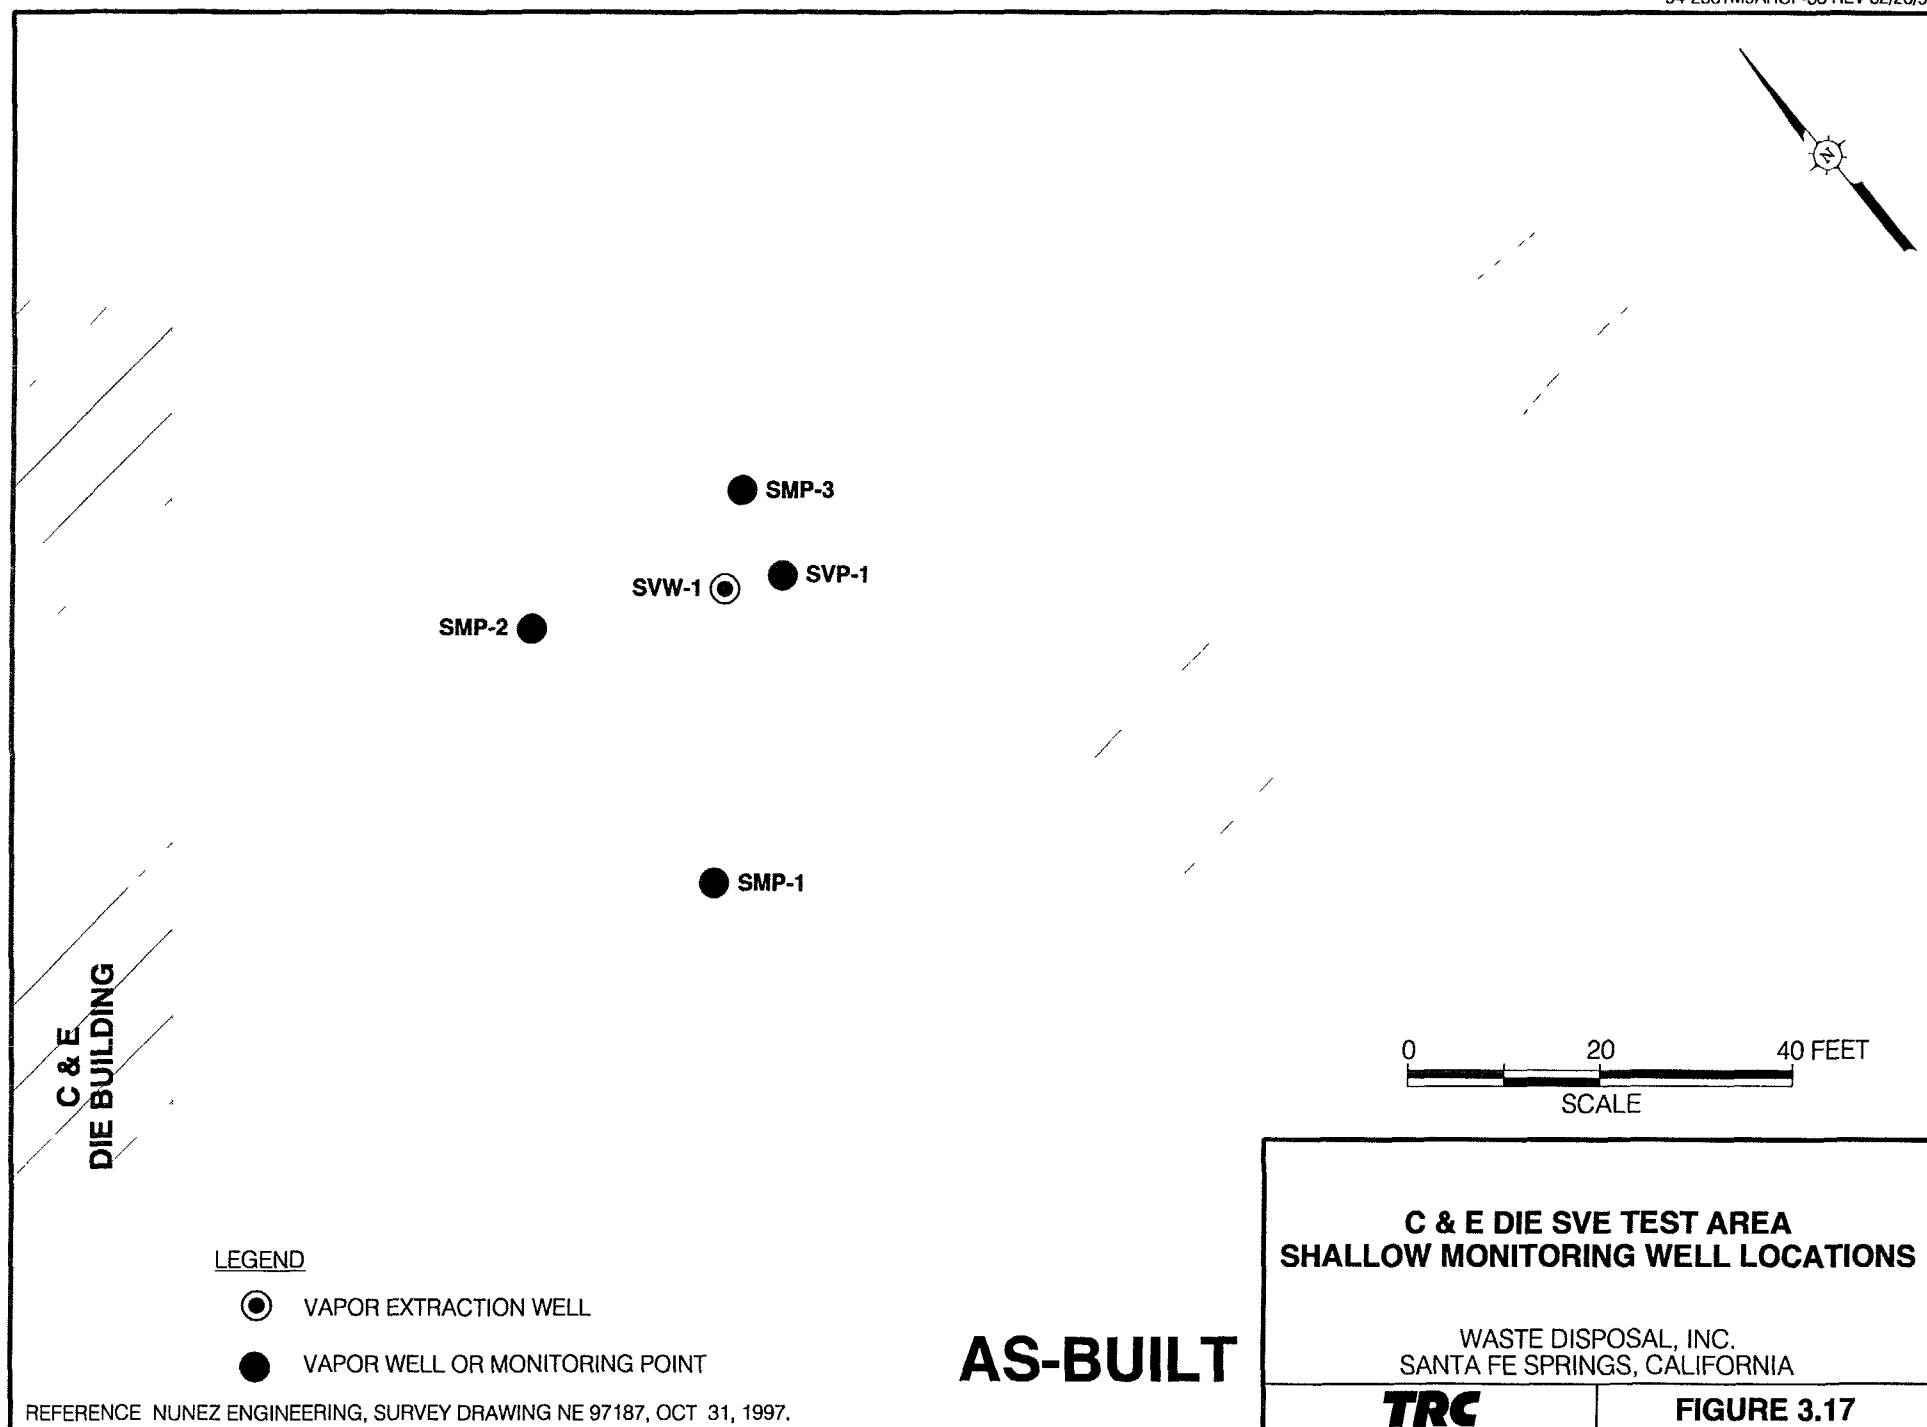 N
SMP-3
SVP-1
SVW-1
SMP-2
SMP-1
C & E
DIE BUILDING
0 20 40 FEET
SCALE
C & E DIE SVE TEST AREA
SHALLOW MONITORING WELL LOCATIONS
WASTE DISPOSAL, INC.
SANTA FE SPRINGS, CALIFORNIA
TRC
FIGURE 3.17
AS-BUILT
LEGEND
VAPOR EXTRACTION WELL
VAPOR WELL OR MONITORING POINT
REFERENCE NUNEZ ENGINEERING, SURVEY DRAWING NE 97187, OCT 31, 1997.